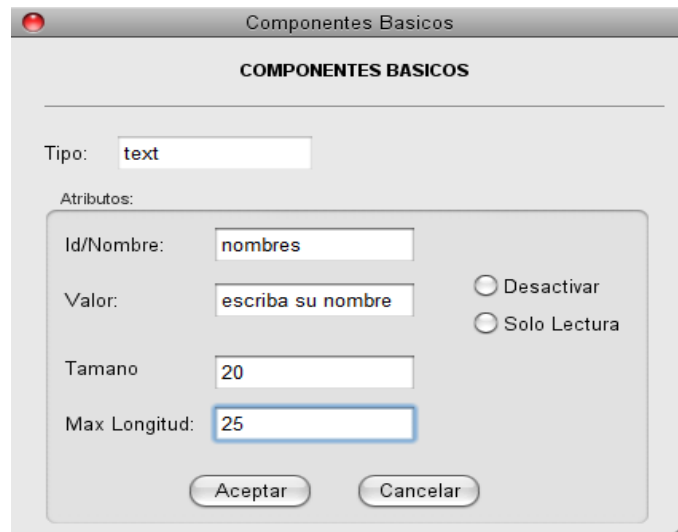 Componentes Basicos
COMPONENTES BASICOS
Tipo: text
Atributos:
Id/Nombre: nombres
Valor: escriba su nombre
Desactivar
Solo Lectura
Tamano 20
Max Longitud: 25
Aceptar Cancelar